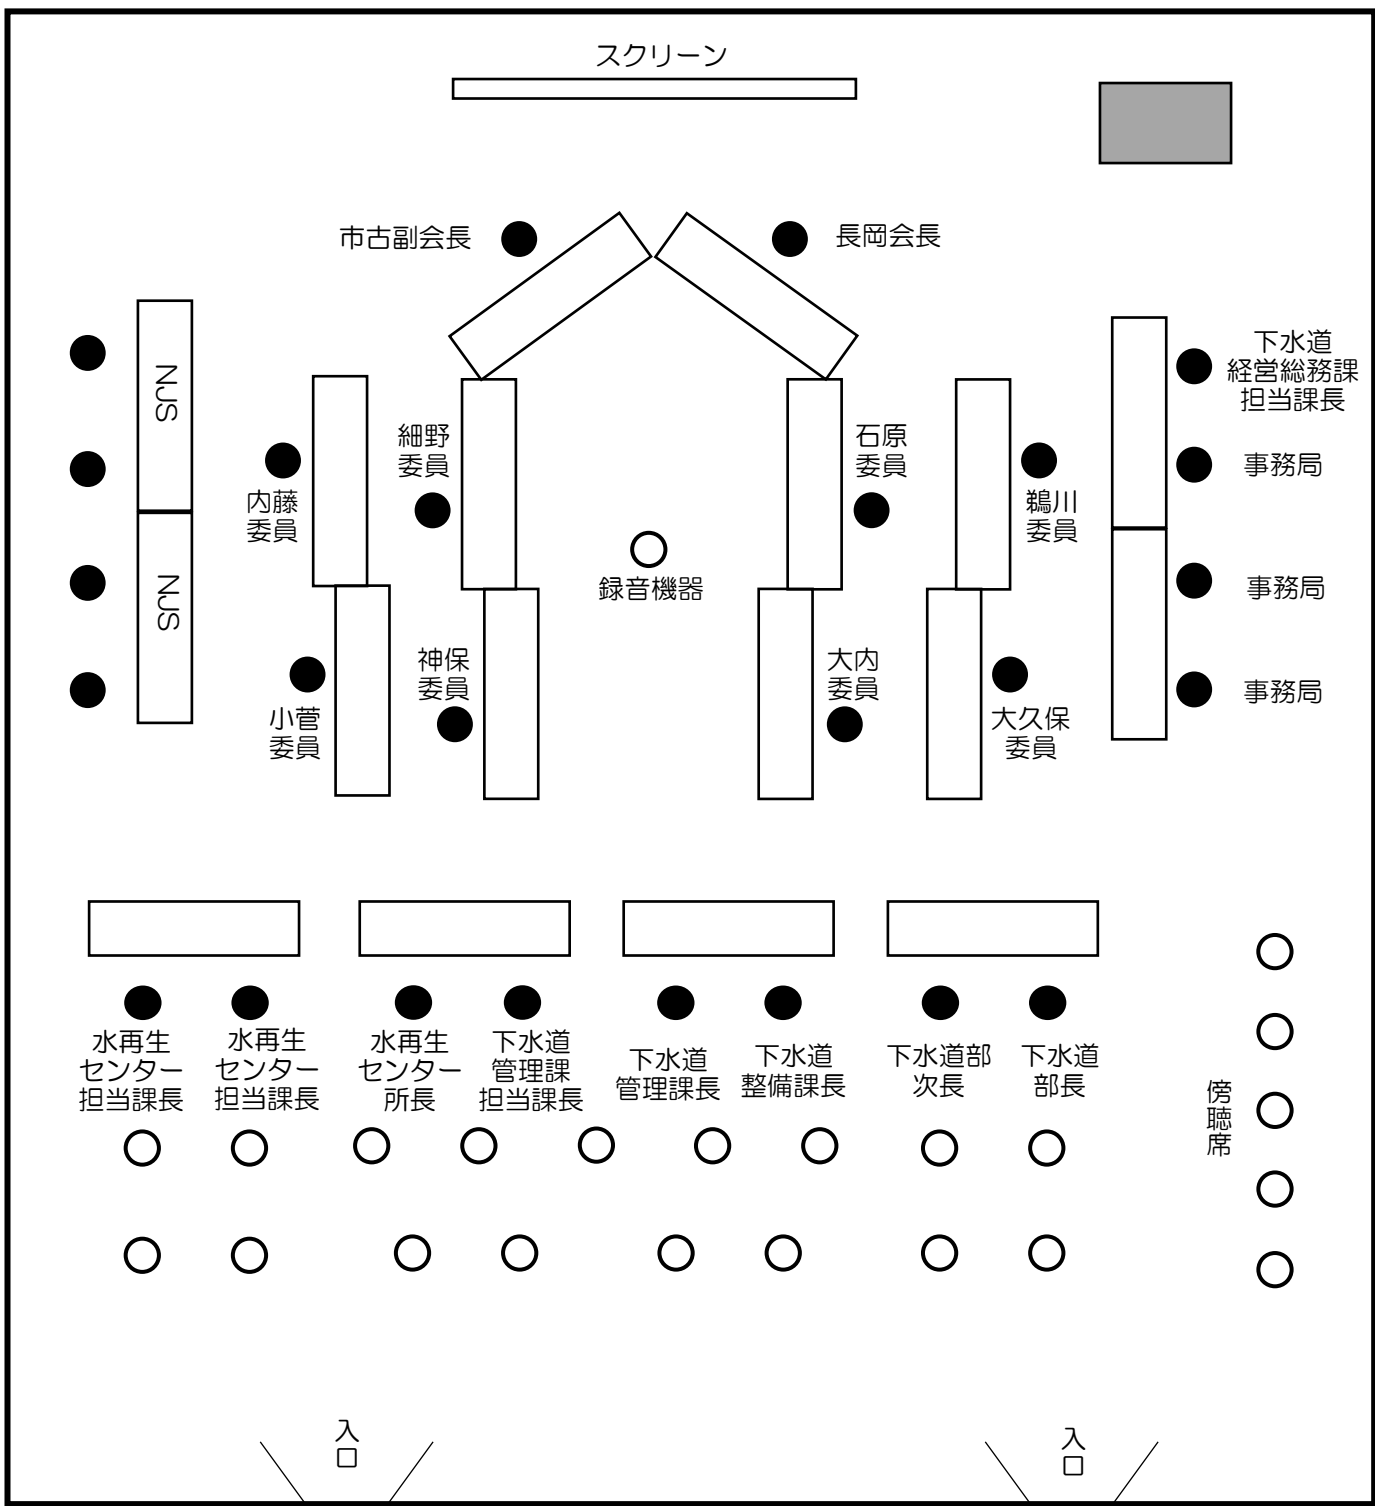 スクリーン
市古副会長
長岡会長
NJS
NJS
内藤
委員
細野
委員
石原
委員
鵜川
委員
下水道
経営総務課
担当課長
事務局
事務局
事務局
録音機器
小菅
委員
神保
委員
大内
委員
大久保
委員
水再生
センター
担当課長
水再生
センター
担当課長
水再生
センター
所長
下水道
管理課
担当課長
下水道
管理課長
下水道
整備課長
下水道部
次長
下水道
部長
傍聴席
入口
入口